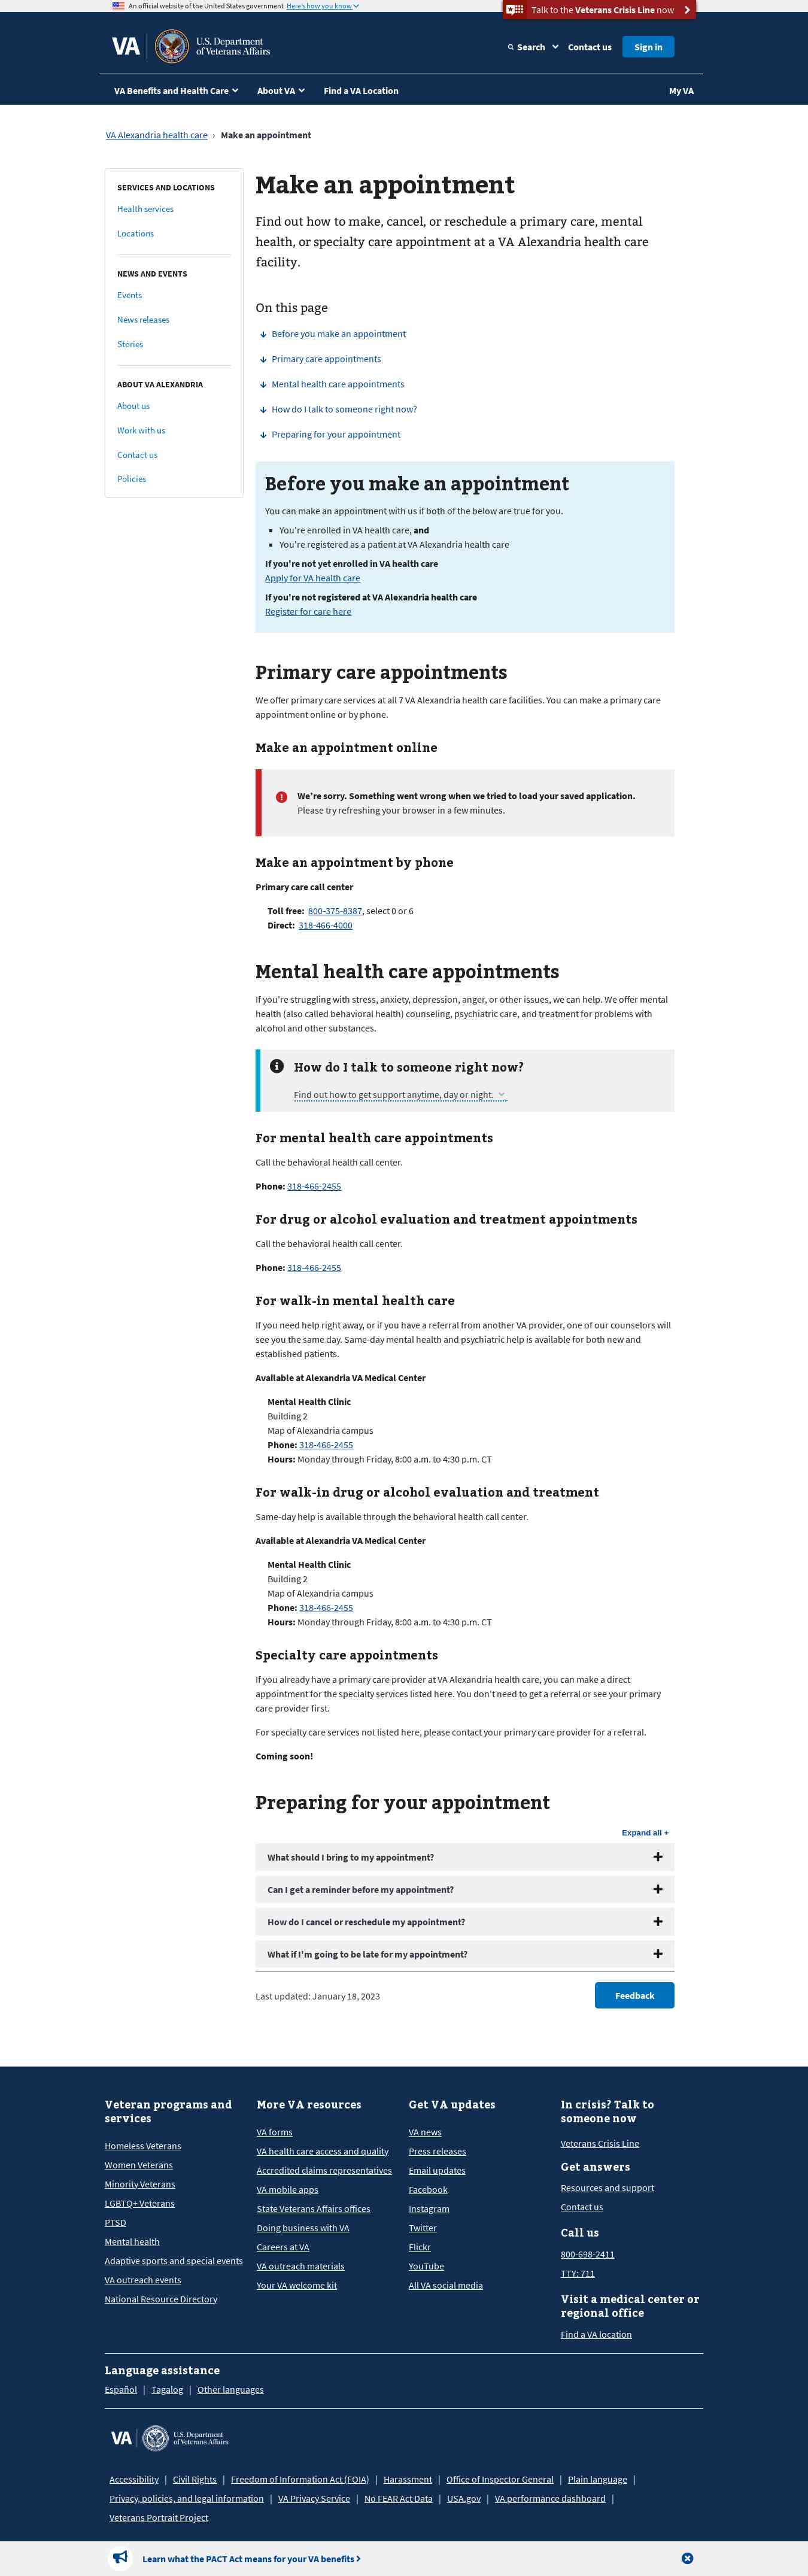 An official website of the United States government Here's how you know
Talk to the Veterans Crisis Line now
VA
U.S. Department of Veterans Affairs
Search
Contact us
Sign in
VA Benefits and Health Care
About VA
Find a VA Location
My VA
VA Alexandria health care › Make an appointment
SERVICES AND LOCATIONS
Health services
Locations
NEWS AND EVENTS
Events
News releases
Stories
ABOUT VA ALEXANDRIA
About us
Work with us
Contact us
Policies
Make an appointment
Find out how to make, cancel, or reschedule a primary care, mental
health, or specialty care appointment at a VA Alexandria health care
facility.
On this page
Before you make an appointment
Primary care appointments
Mental health care appointments
How do I talk to someone right now?
Preparing for your appointment
Before you make an appointment
You can make an appointment with us if both of the below are true for you.
You're enrolled in VA health care, and
You're registered as a patient at VA Alexandria health care
If you're not yet enrolled in VA health care
Apply for VA health care
If you're not registered at VA Alexandria health care
Register for care here
Primary care appointments
We offer primary care services at all 7 VA Alexandria health care facilities. You can make a primary care
appointment online or by phone.
Make an appointment online
We're sorry. Something went wrong when we tried to load your saved application.
Please try refreshing your browser in a few minutes.
Make an appointment by phone
Primary care call center
Toll free: 800-375-8387, select 0 or 6
Direct: 318-466-4000
Mental health care appointments
If you're struggling with stress, anxiety, depression, anger, or other issues, we can help. We offer mental
health (also called behavioral health) counseling, psychiatric care, and treatment for problems with
alcohol and other substances.
How do I talk to someone right now?
Find out how to get support anytime, day or night.
For mental health care appointments
Call the behavioral health call center.
Phone: 318-466-2455
For drug or alcohol evaluation and treatment appointments
Call the behavioral health call center.
Phone: 318-466-2455
For walk-in mental health care
If you need help right away, or if you have a referral from another VA provider, one of our counselors will
see you the same day. Same-day mental health and psychiatric help is available for both new and
established patients.
Available at Alexandria VA Medical Center
Mental Health Clinic
Building 2
Map of Alexandria campus
Phone: 318-466-2455
Hours: Monday through Friday, 8:00 a.m. to 4:30 p.m. CT
For walk-in drug or alcohol evaluation and treatment
Same-day help is available through the behavioral health call center.
Available at Alexandria VA Medical Center
Mental Health Clinic
Building 2
Map of Alexandria campus
Phone: 318-466-2455
Hours: Monday through Friday, 8:00 a.m. to 4:30 p.m. CT
Specialty care appointments
If you already have a primary care provider at VA Alexandria health care, you can make a direct
appointment for the specialty services listed here. You don't need to get a referral or see your primary
care provider first.
For specialty care services not listed here, please contact your primary care provider for a referral.
Coming soon!
Preparing for your appointment
Expand all +
What should I bring to my appointment?
Can I get a reminder before my appointment?
How do I cancel or reschedule my appointment?
What if I'm going to be late for my appointment?
Last updated: January 18, 2023
Feedback
Veteran programs and
services
Homeless Veterans
Women Veterans
Minority Veterans
LGBTQ+ Veterans
PTSD
Mental health
Adaptive sports and special events
VA outreach events
National Resource Directory
More VA resources
VA forms
VA health care access and quality
Accredited claims representatives
VA mobile apps
State Veterans Affairs offices
Doing business with VA
Careers at VA
VA outreach materials
Your VA welcome kit
Get VA updates
VA news
Press releases
Email updates
Facebook
Instagram
Twitter
Flickr
YouTube
All VA social media
In crisis? Talk to
someone now
Veterans Crisis Line
Get answers
Resources and support
Contact us
Call us
800-698-2411
TTY: 711
Visit a medical center or
regional office
Find a VA location
Language assistance
Español | Tagalog | Other languages
VA
U.S. Department of Veterans Affairs
Accessibility | Civil Rights | Freedom of Information Act (FOIA) | Harassment | Office of Inspector General | Plain language |
Privacy, policies, and legal information | VA Privacy Service | No FEAR Act Data | USA.gov | VA performance dashboard |
Veterans Portrait Project
Learn what the PACT Act means for your VA benefits